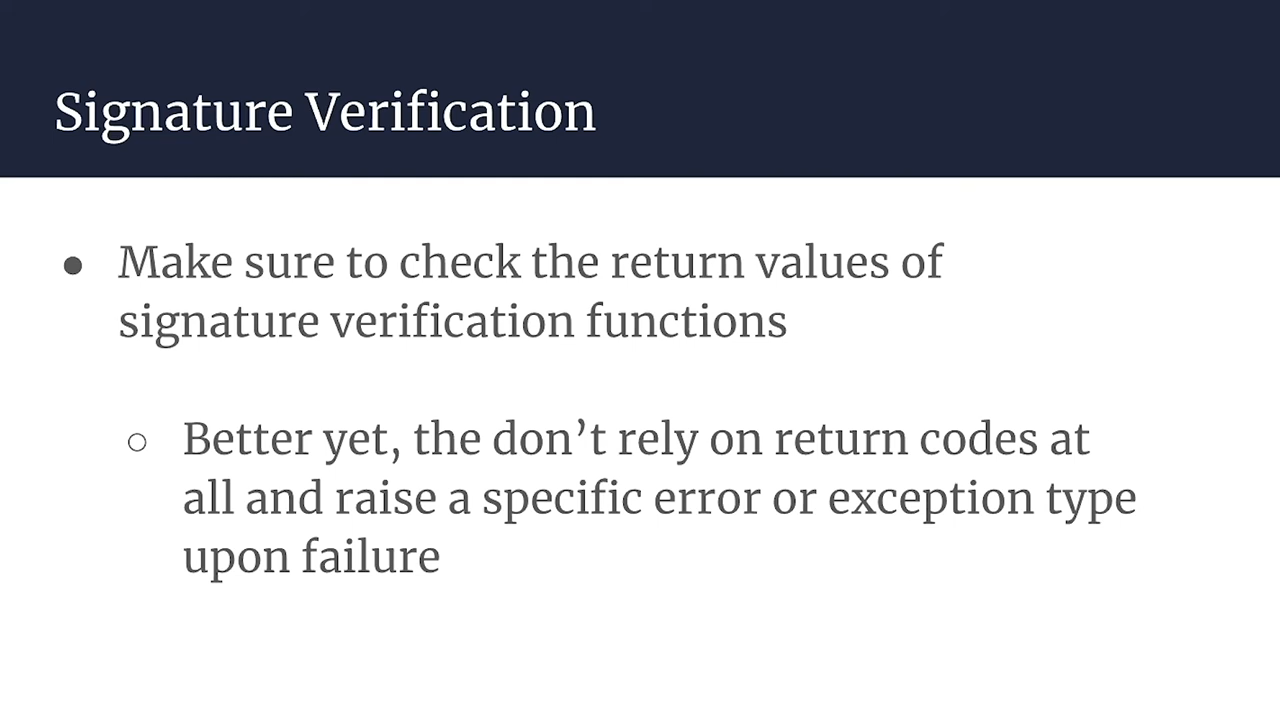 Signature Verification
● Make sure to check the return values of
signature verification functions
○ Better yet, the don’t rely on return codes at
all and raise a specific error or exception type
upon failure